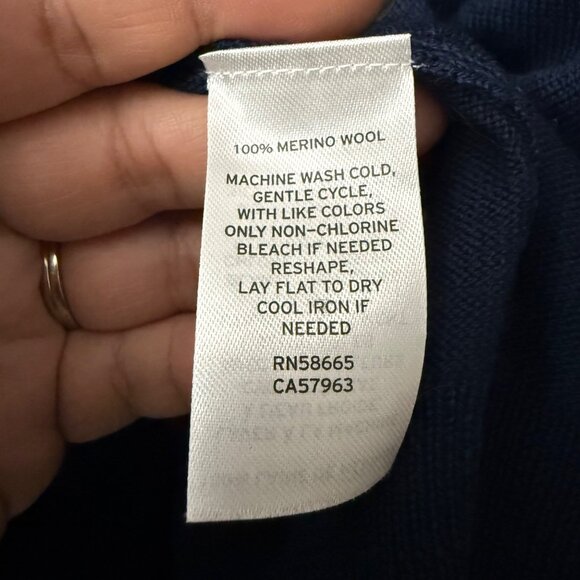 100% MERINO WOOL
MACHINE WASH COLD,
GENTLE CYCLE,
WITH LIKE COLORS
ONLY NON-CHLORINE
BLEACH IF NEEDED
RESHAPE,
LAY FLAT TO DRY
COOL IRON IF
NEEDED
RN58665
CA57963